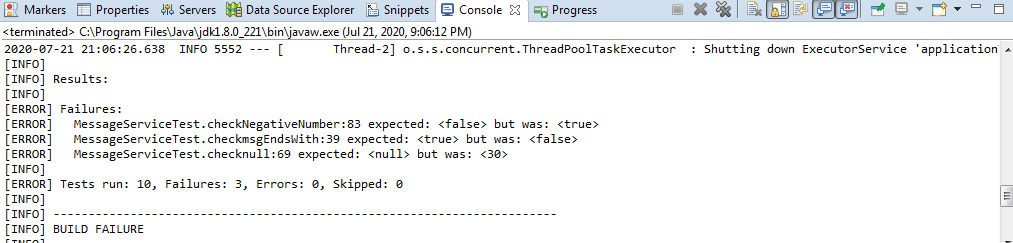 Markers Properties Servers Data Source Explorer Snippets Console Progress
<terminated> C:\Program Files\Java\jdk1.8.0_221\bin\javaw.exe (Jul 21, 2020, 9:06:12 PM)
2020-07-21 21:06:26.638  INFO 5552 --- [       Thread-2] o.s.s.concurrent.ThreadPoolTaskExecutor  : Shutting down ExecutorService 'application
[INFO]
[INFO] Results:
[INFO]
[ERROR] Failures:
[ERROR]   MessageServiceTest.checkNegativeNumber:83 expected: <false> but was: <true>
[ERROR]   MessageServiceTest.checkmsgEndsWith:39 expected: <true> but was: <false>
[ERROR]   MessageServiceTest.checknull:69 expected: <null> but was: <30>
[INFO]
[ERROR] Tests run: 10, Failures: 3, Errors: 0, Skipped: 0
[INFO]
[INFO] ------------------------------------------------------------------------
[INFO] BUILD FAILURE